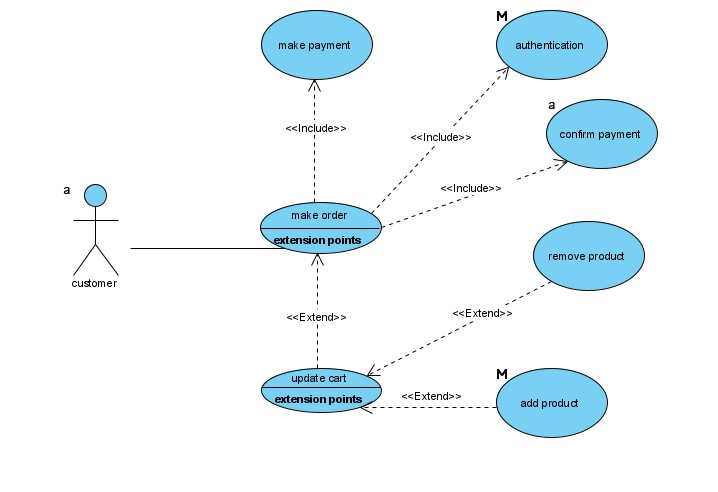 M
make payment
authentication
a
<<Include>>
<<Include>>
confirm payment
a
<<Include>>
make order
extension points
remove product
customer
<<Extend>>
<<Extend>>
M
update cart
extension points
<<Extend>>
add product